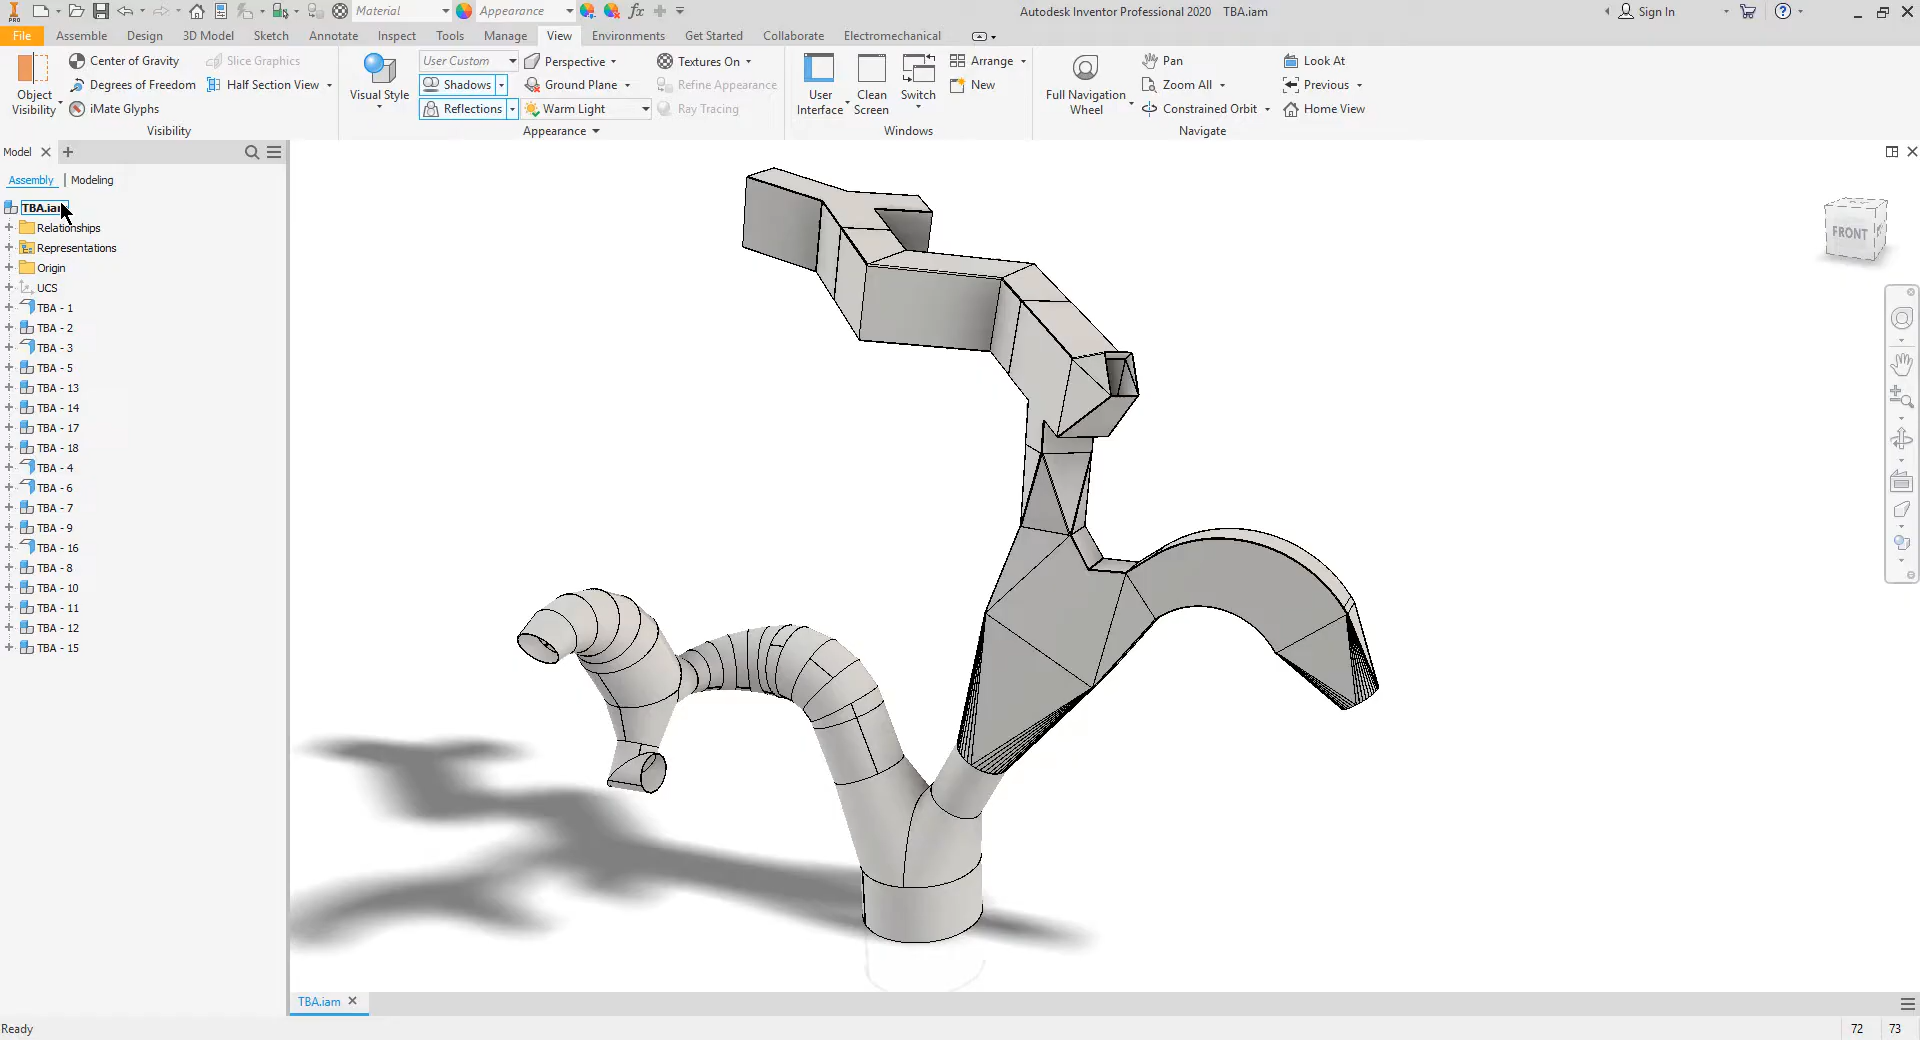 PRO Material Appearance fx Autodesk Inventor Professional 2020 TBA.iam Sign In
File Assemble Design 3D Model Sketch Annotate Inspect Tools Manage View Environments Get Started Collaborate Electromechanical
Object Visibility
Center of Gravity
Degrees of Freedom
iMate Glyphs
Slice Graphics
Half Section View
Visibility
Visual Style
User Custom
Shadows
Reflections
Perspective
Ground Plane
Warm Light
Textures On
Refine Appearance
Ray Tracing
Appearance
User Interface
Clean Screen
Switch
Arrange
New
Windows
Full Navigation Wheel
Pan
Zoom All
Constrained Orbit
Look At
Previous
Home View
Navigate
Model
Assembly | Modeling
Relationships
Representations
Origin
UCS
TBA - 1
TBA - 2
TBA - 3
TBA - 5
TBA - 13
TBA - 14
TBA - 17
TBA - 18
TBA - 4
TBA - 6
TBA - 7
TBA - 9
TBA - 16
TBA - 8
TBA - 10
TBA - 11
TBA - 12
TBA - 15
FRONT
TBA.iam
Ready 72 73